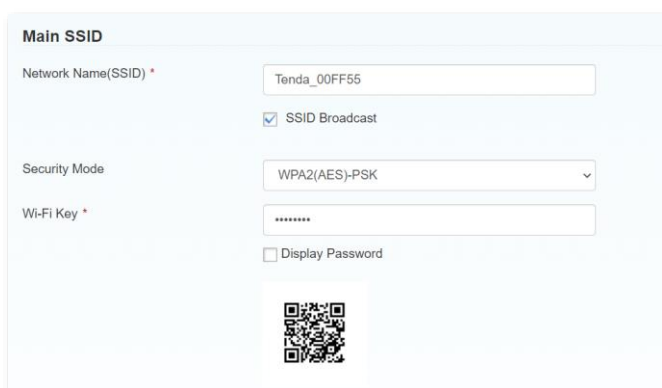 Main SSID
Network Name(SSID) *
Tenda_00FF55
SSID Broadcast
Security Mode
WPA2(AES)-PSK
Wi-Fi Key *
••••••••
Display Password